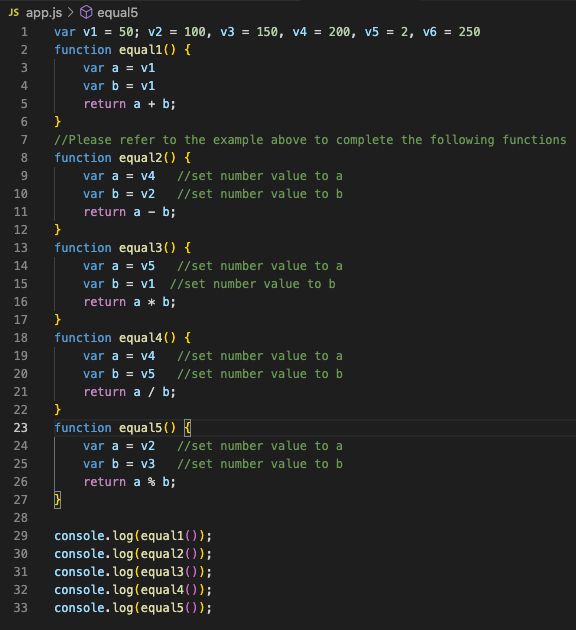 JS app.js > equal5
1 var v1 = 50; v2 = 100, v3 = 150, v4 = 200, v5 = 2, v6 = 250
2 function equal1() {
3     var a = v1
4     var b = v1
5     return a + b;
6 }
7 //Please refer to the example above to complete the following functions
8 function equal2() {
9     var a = v4   //set number value to a
10     var b = v2   //set number value to b
11     return a - b;
12 }
13 function equal3() {
14     var a = v5   //set number value to a
15     var b = v1  //set number value to b
16     return a * b;
17 }
18 function equal4() {
19     var a = v4   //set number value to a
20     var b = v5   //set number value to b
21     return a / b;
22 }
23 function equal5() {
24     var a = v2   //set number value to a
25     var b = v3   //set number value to b
26     return a % b;
27 }
28
29 console.log(equal1());
30 console.log(equal2());
31 console.log(equal3());
32 console.log(equal4());
33 console.log(equal5());